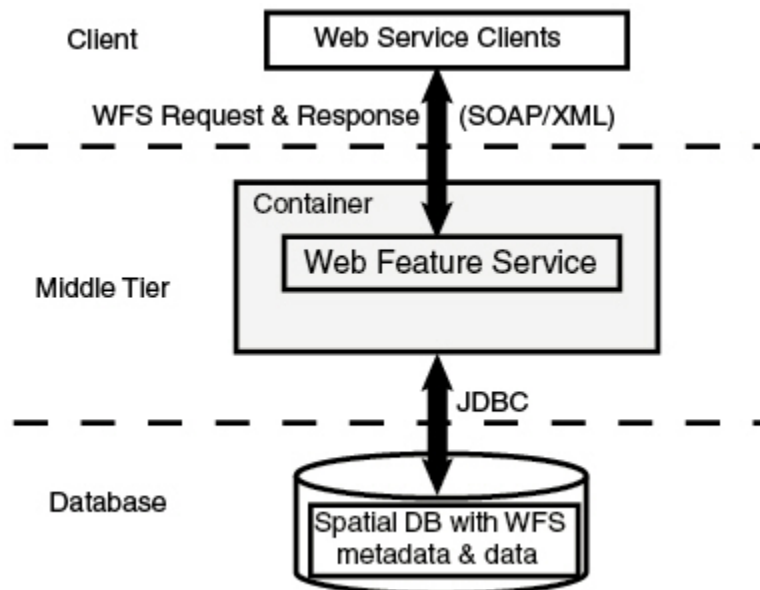 Client
Web Service Clients
WFS Request & Response
(SOAP/XML)
Container
Web Feature Service
Middle Tier
JDBC
Database
Spatial DB with WFS
metadata & data